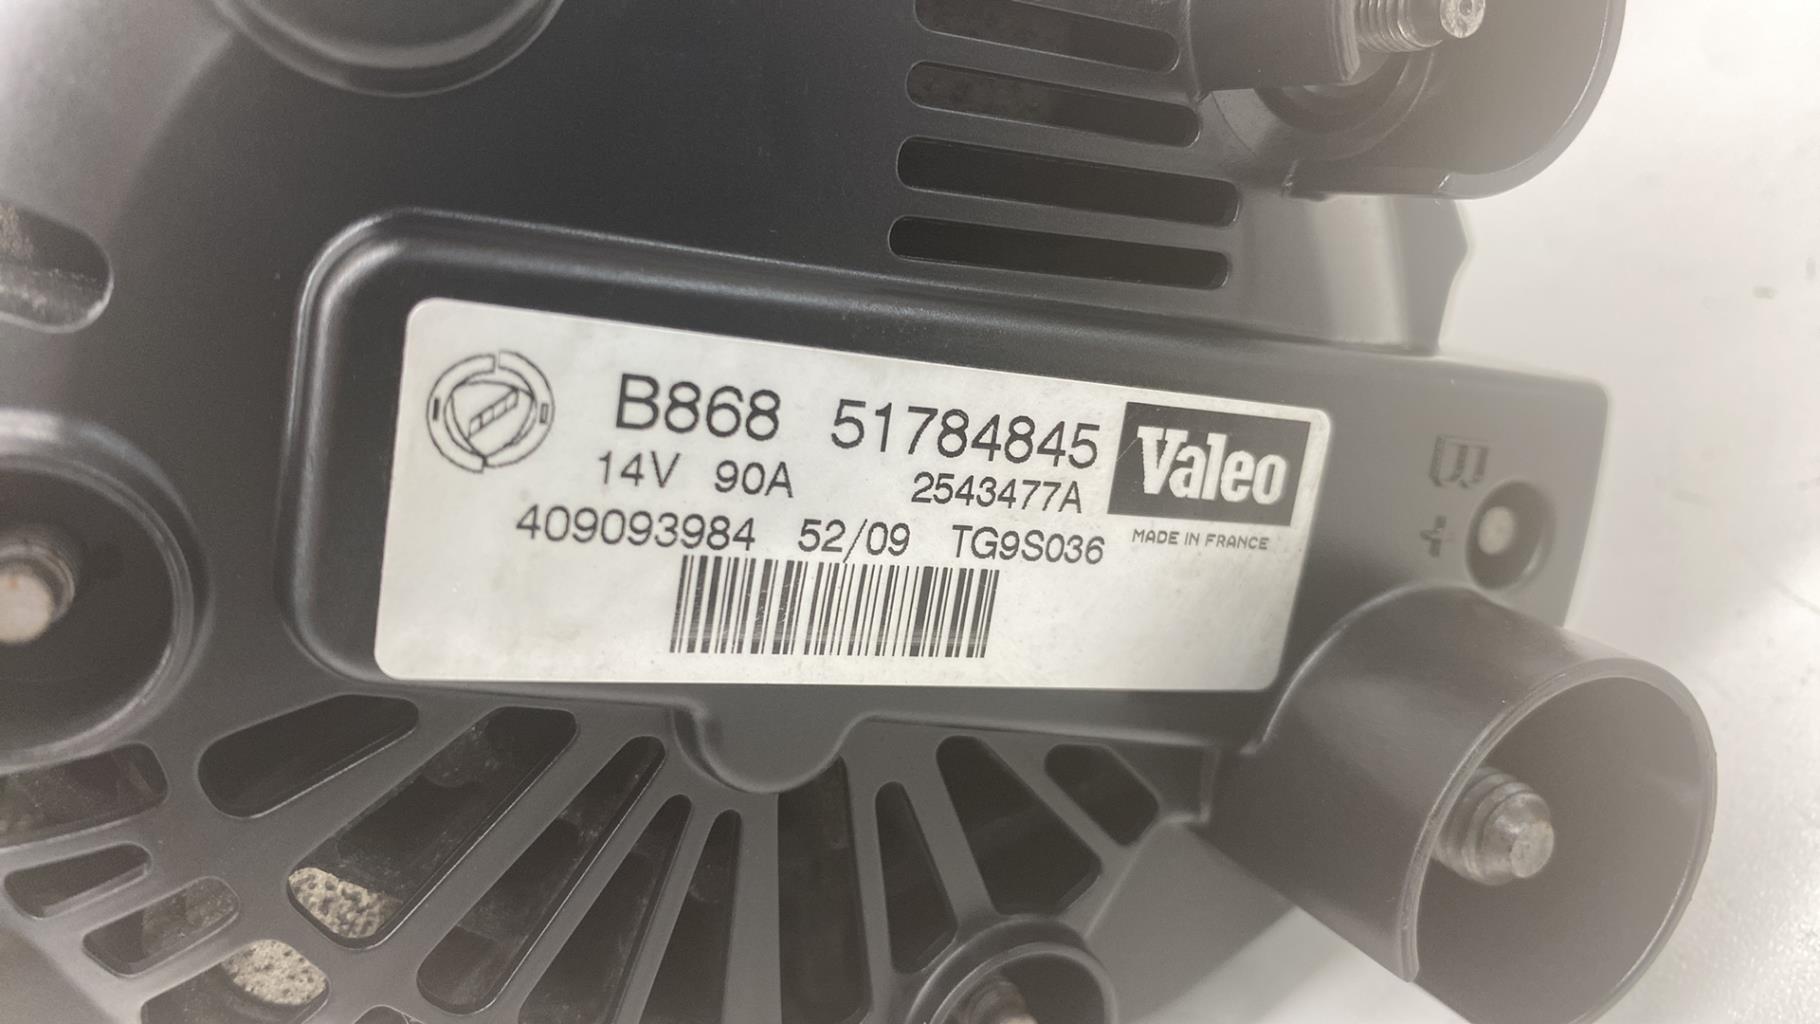 B868 51784845
Valeo
14V 90A 2543477A
409093984 52/09 TG9S036
MADE IN FRANCE